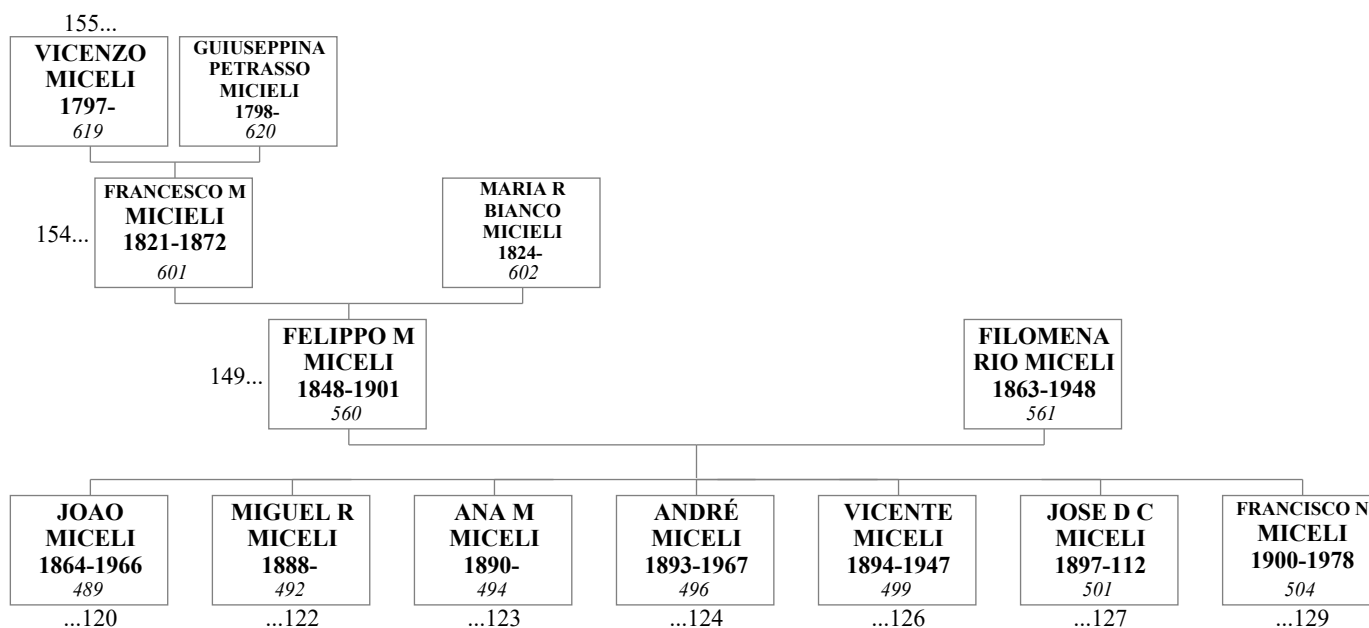 155...
VICENZO
MICELI
1797-
619
GUIUSEPPINA
PETRASSO
MICIELI
1798-
620
154...
FRANCESCO M
MICIELI
1821-1872
601
MARIA R
BIANCO
MICIELI
1824-
602
149...
FELIPPO M
MICELI
1848-1901
560
FILOMENA
RIO MICELI
1863-1948
561
JOAO
MICELI
1864-1966
489
...120
MIGUEL R
MICELI
1888-
492
...122
ANA M
MICELI
1890-
494
...123
ANDRÉ
MICELI
1893-1967
496
...124
VICENTE
MICELI
1894-1947
499
...126
JOSE D C
MICELI
1897-112
501
...127
FRANCISCO N
MICELI
1900-1978
504
...129